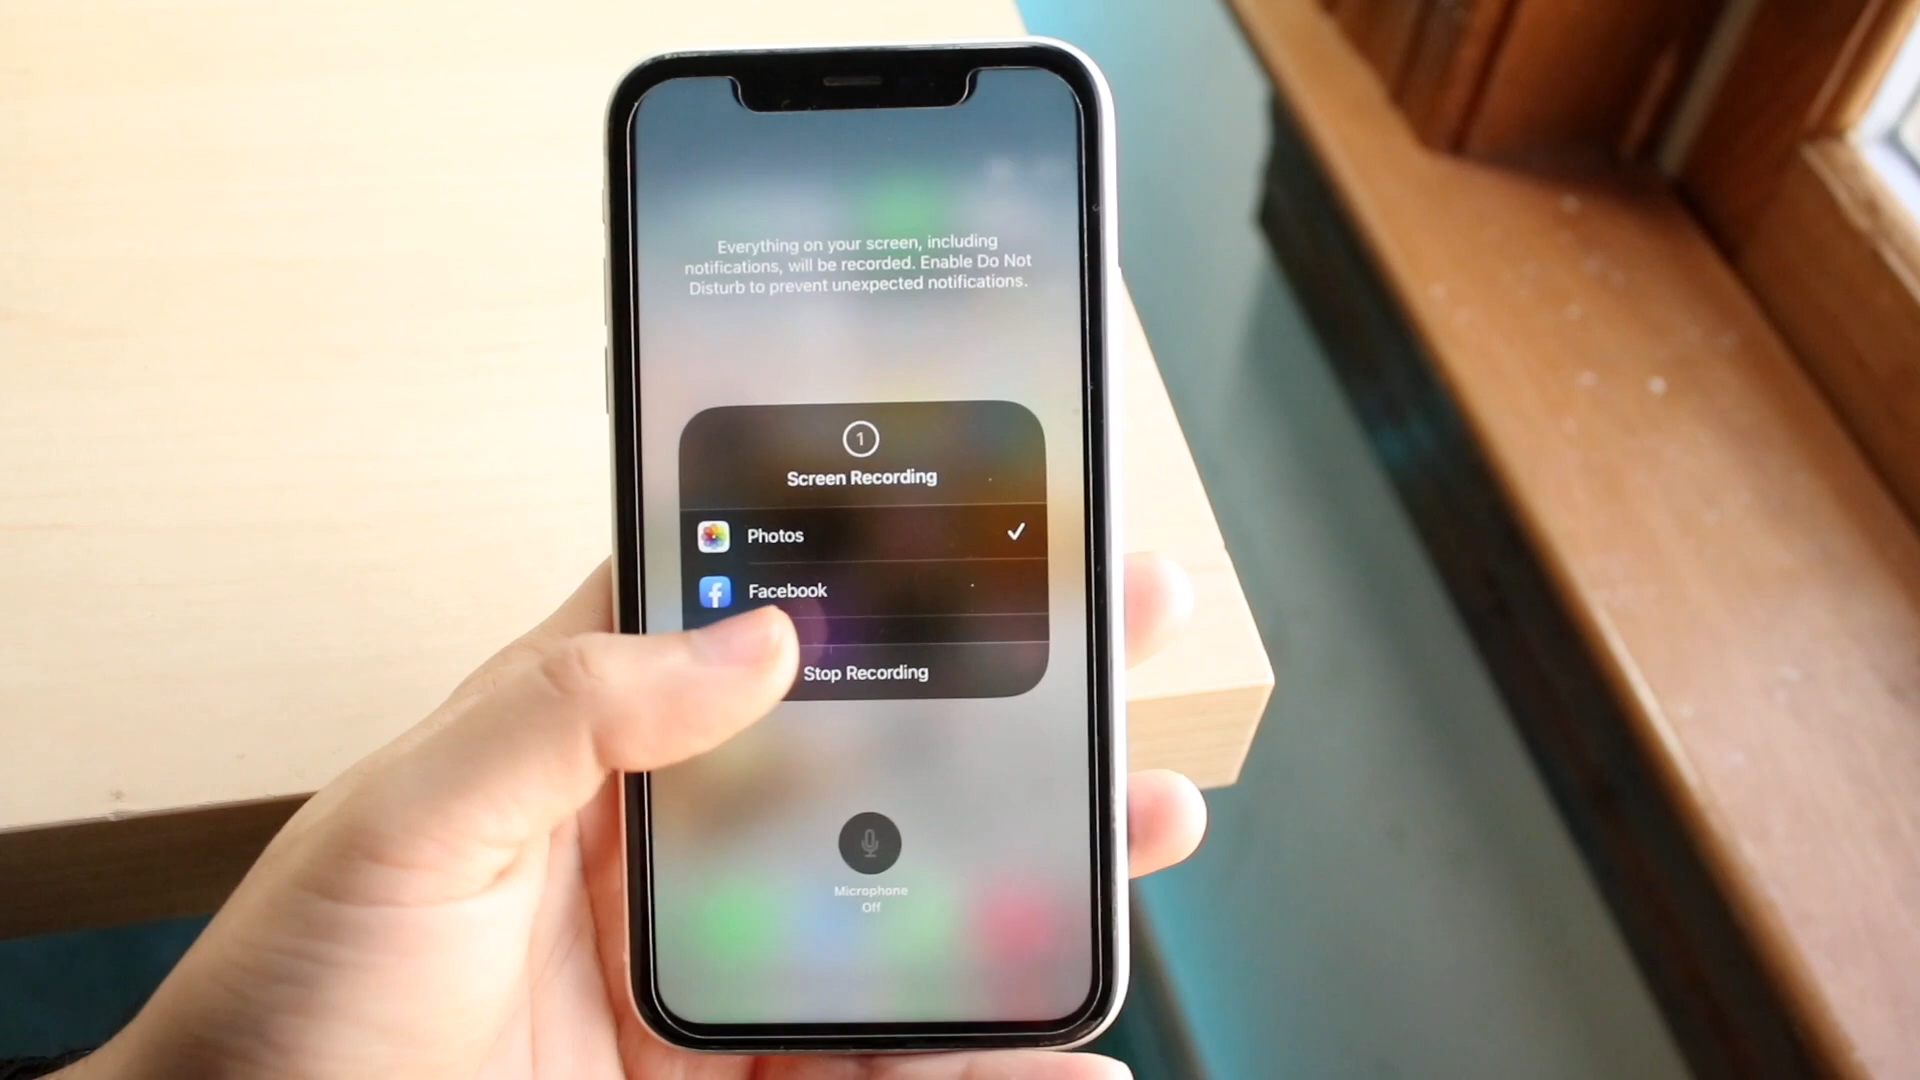 Everything on your screen, including
notifications, will be recorded. Enable Do Not
Disturb to prevent unexpected notifications.
1
Screen Recording
Photos
Facebook
Stop Recording
Microphone
Off